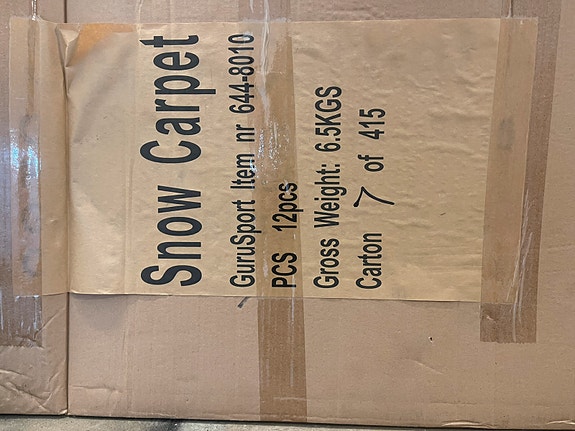 Snow Carpet
GuruSport Item nr 644-8010
PCS 12pcs
Gross Weight: 6.5KGS
Carton 7 of 415